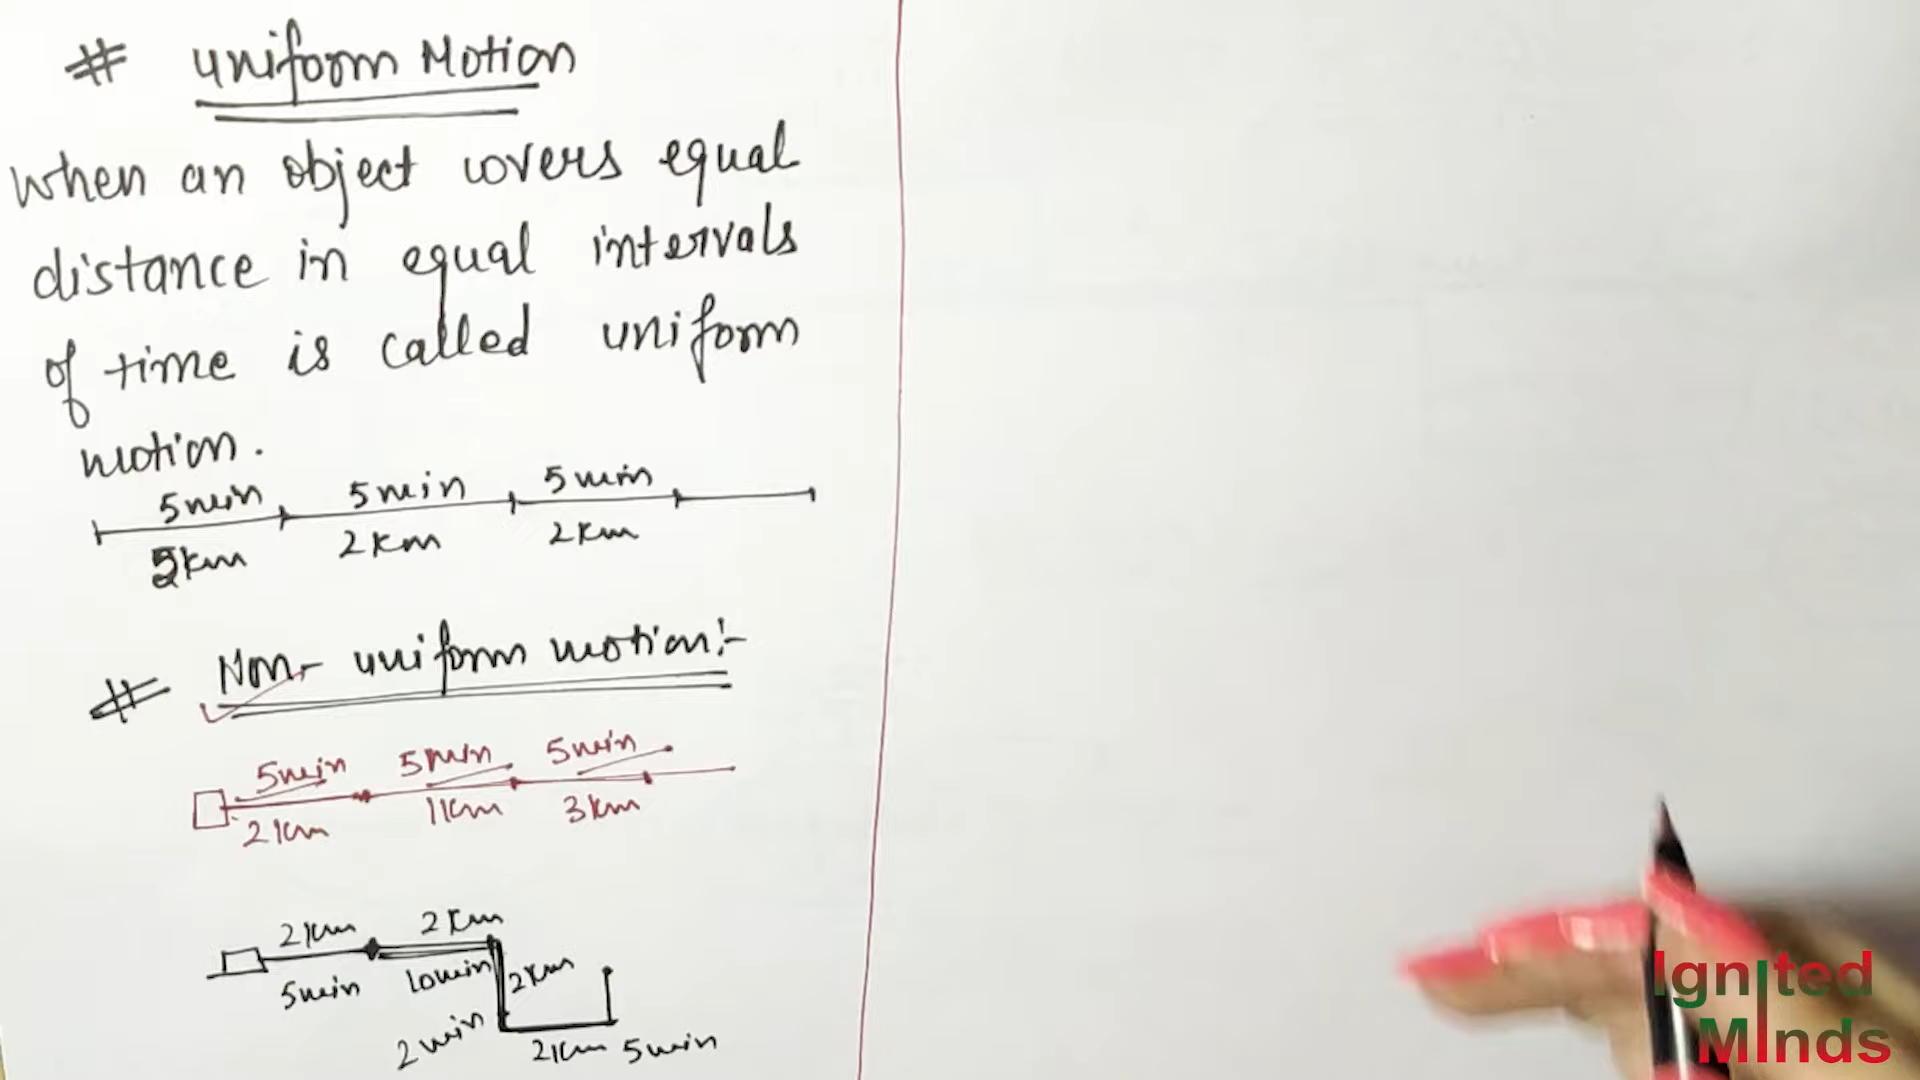 # uniform Motion
When an object covers equal
distance in equal intervals
of time is called uniform
motion.
5min 5min 5min
km 2km 2km
# Non- uniform motion:-
5min 5min 5min
2km 1km 3km
2km 2km
5min 10min 2km
2min
2km 5min
Ignited
Minds